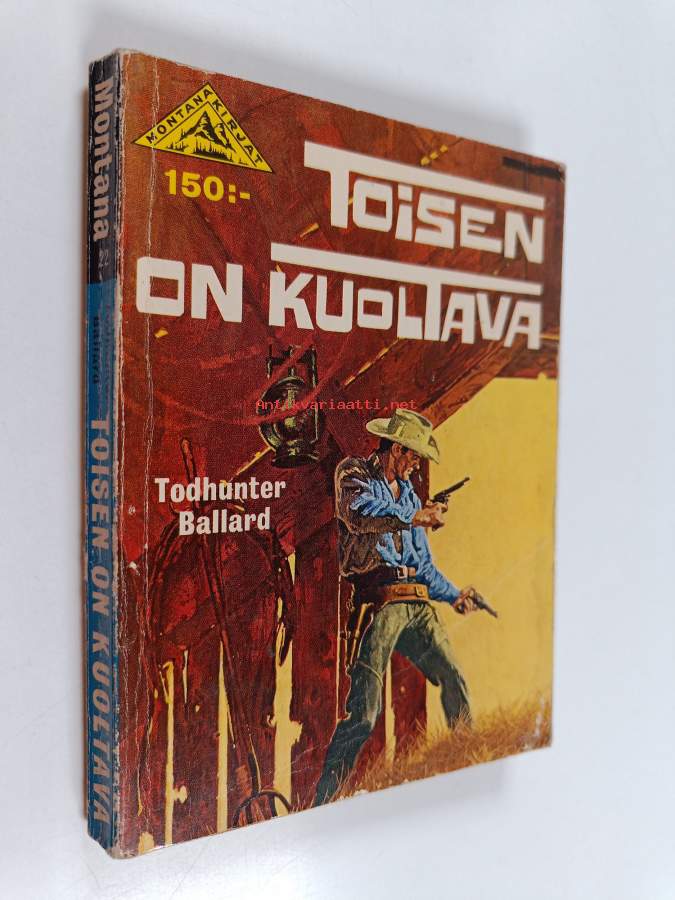 MONTANA KIRJAT
150:-
TOISEN
ON KUOLTAVA
Todhunter
Ballard
Antikvariaatti.net
Montana
Ballard
TOISEN ON KUOLTAVA